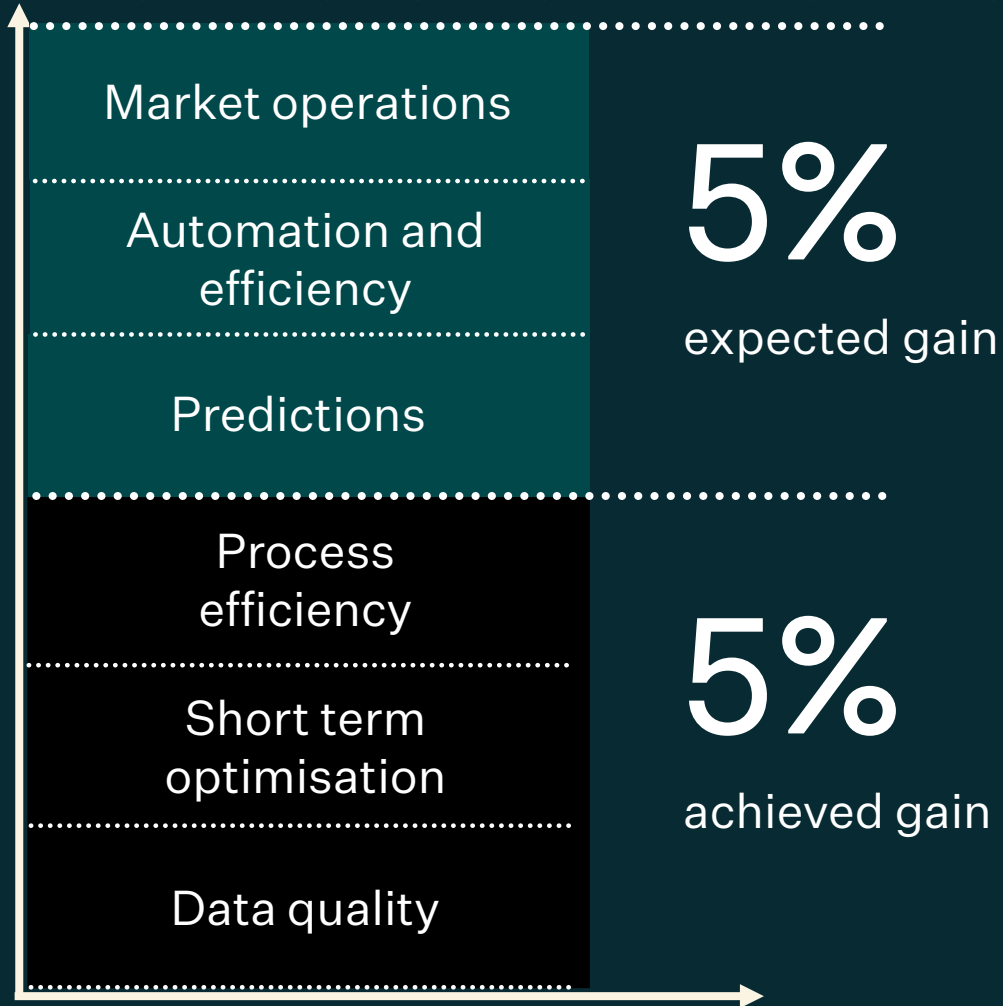 Market operations
Automation and
efficiency
Predictions
5%
expected gain
Process
efficiency
Short term
optimisation
Data quality
5%
achieved gain